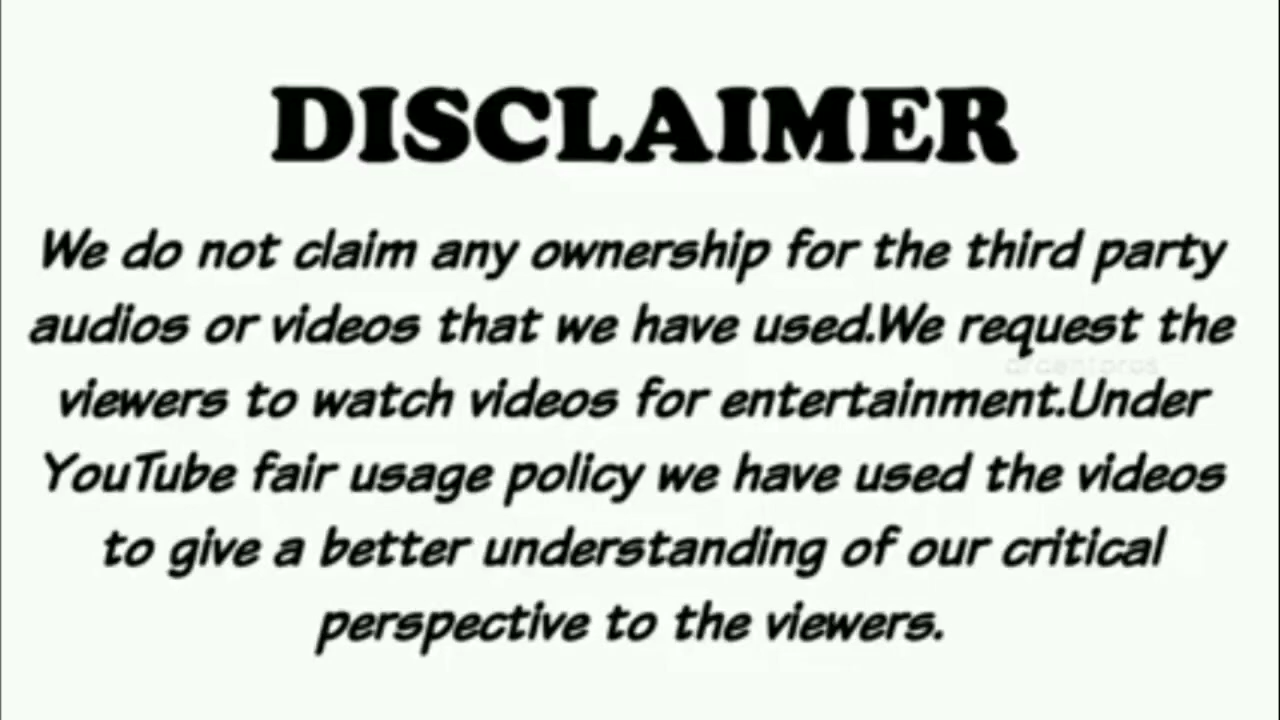 DISCLAIMER
We do not claim any ownership for the third party
audios or videos that we have used.We request the
viewers to watch videos for entertainment.Under
YouTube fair usage policy we have used the videos
to give a better understanding of our critical
perspective to the viewers.